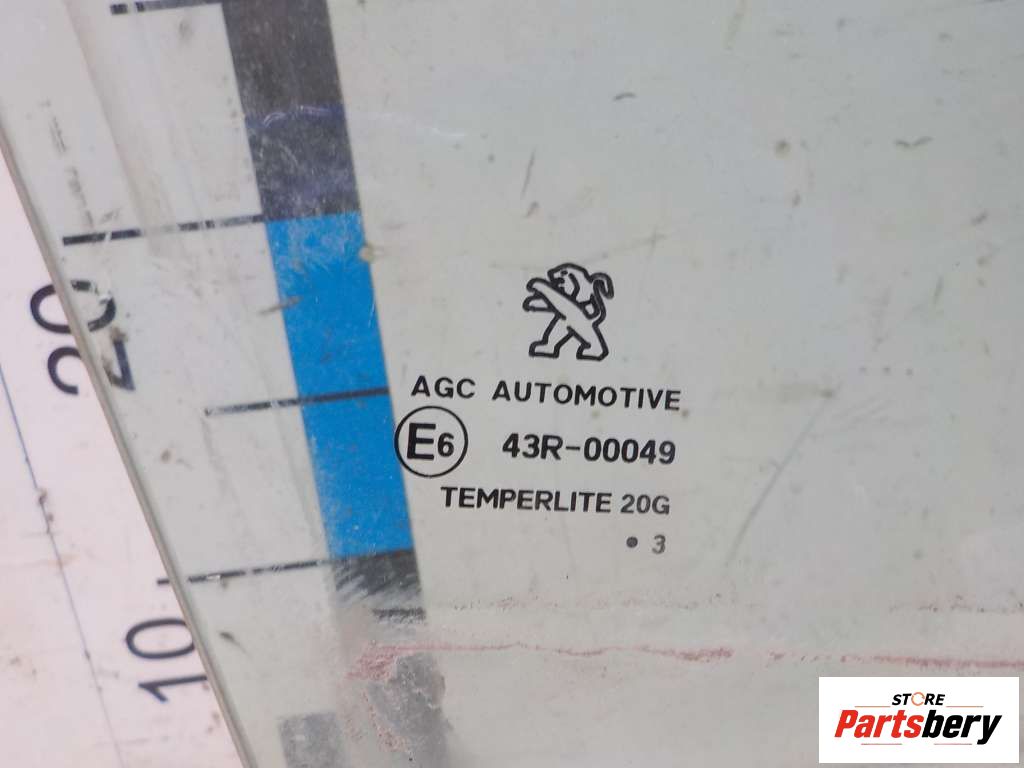 20
AGC AUTOMOTIVE
E6 43R-00049
TEMPERLITE 20G
• 3
10
STORE
Partsbery